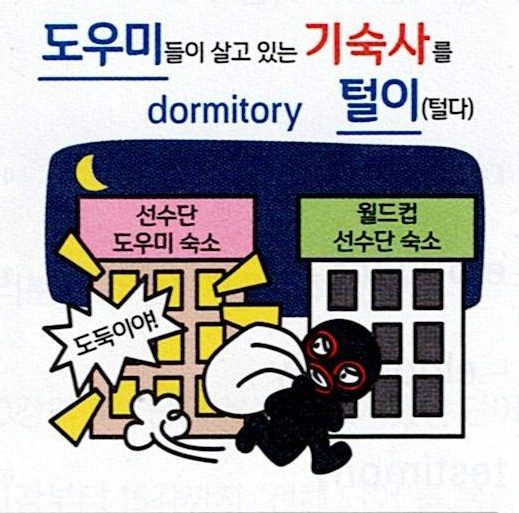 도우미들이 살고 있는 기숙사를
dormitory 털이(털다)
선수단
도우미 숙소
월드컵
선수단 숙소
도둑이야!